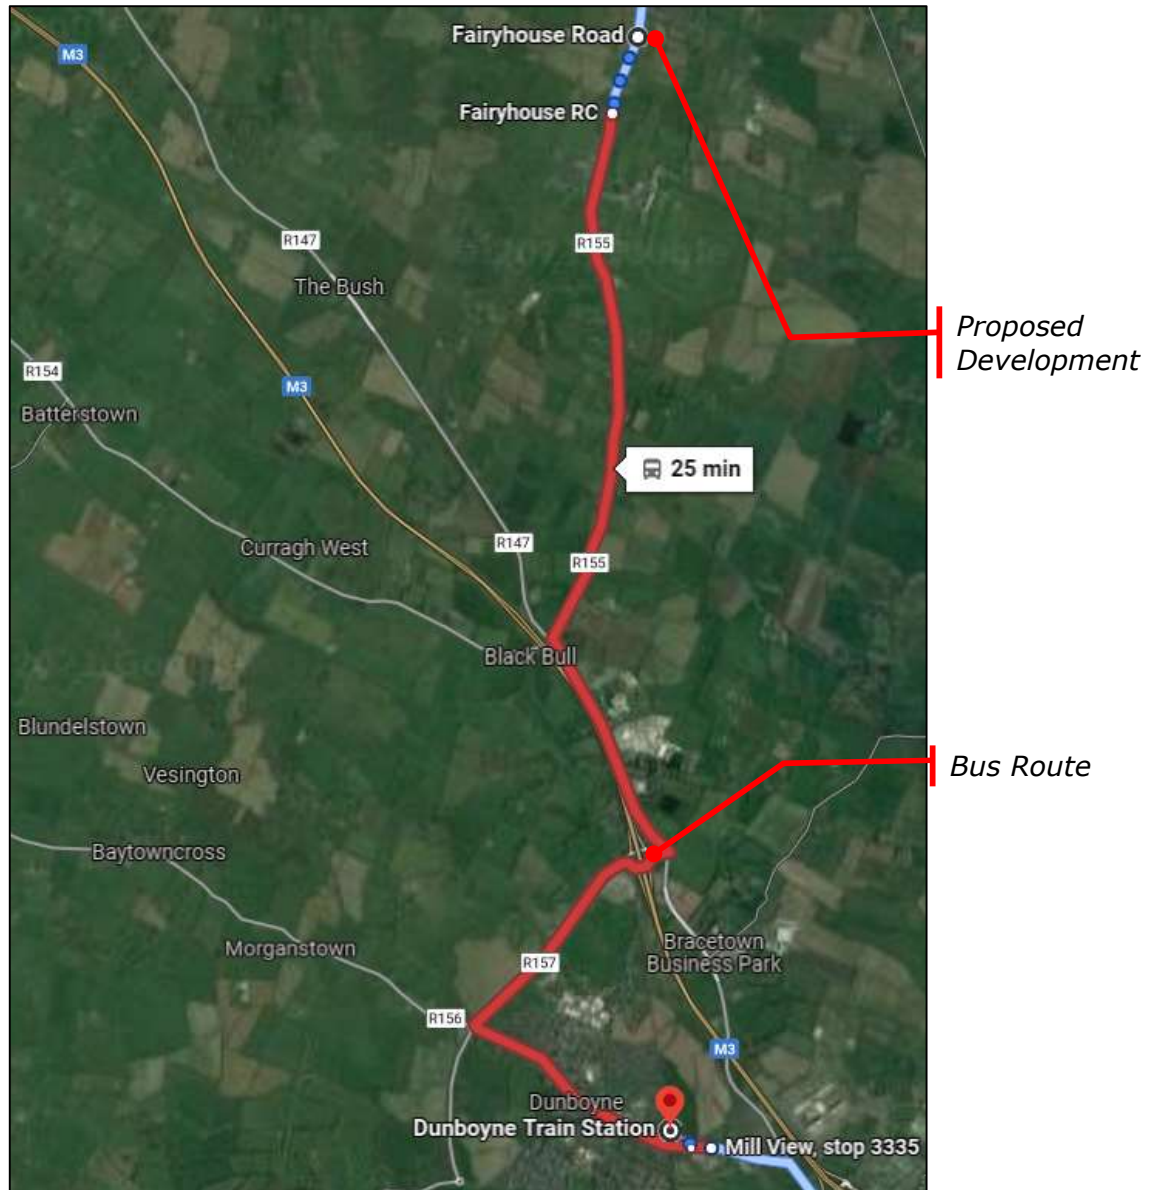 Fairyhouse Road
M3
Fairyhouse RC
R147
R155
The Bush
Proposed
Development
R154
M3
Batterstown
25 min
R147
Curragh West
R155
Black Bull
Blundelstown
Vesington
Bus Route
Baytowncross
Morganstown
Bracetown
Business Park
R157
R156
M3
Dunboyne
Dunboyne Train Station
Mill View, stop 3335